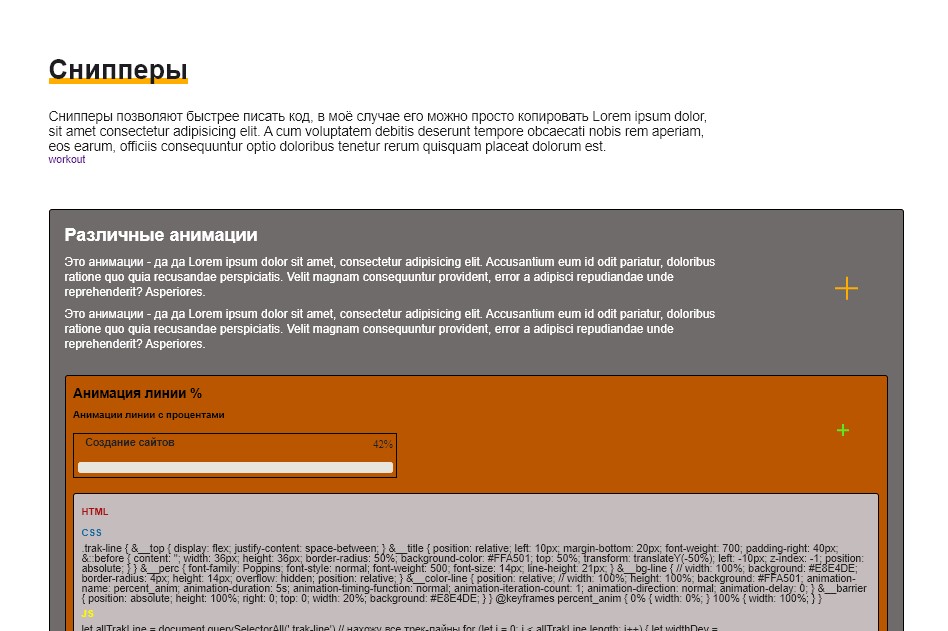 Снипперы
Снипперы позволяют быстрее писать код, в моё случае его можно просто копировать Lorem ipsum dolor,
sit amet consectetur adipisicing elit. A cum voluptatem debitis deserunt tempore obcaecati nobis rem aperiam,
eos earum, officiis consequuntur optio doloribus tenetur rerum quisquam placeat dolorum est.
workout
Различные анимации
Это анимации - да да Lorem ipsum dolor sit amet, consectetur adipisicing elit. Accusantium eum id odit pariatur, doloribus
ratione quo quia recusandae perspiciatis. Velit magnam consequuntur provident, error a adipisci repudiandae unde
reprehenderit? Asperiores.
Это анимации - да да Lorem ipsum dolor sit amet, consectetur adipisicing elit. Accusantium eum id odit pariatur, doloribus
ratione quo quia recusandae perspiciatis. Velit magnam consequuntur provident, error a adipisci repudiandae unde
reprehenderit? Asperiores.
Анимация линии %
Анимации линии с процентами
Создание сайтов 42%
HTML
CSS
.trak-line { &__top { display: flex; justify-content: space-between; } &__title { position: relative; left: 10px; margin-bottom: 20px; font-weight: 700; padding-right: 40px;
&::before { content: ''; width: 36px; height: 36px; border-radius: 50%; background-color: #FFA501; position: absolute; top: 50%; transform: translateY(-50%); left: -10px; z-index: -1; position:
absolute; } } &__perc { font-family: Poppins; font-style: normal; font-weight: 500; font-size: 14px; line-height: 21px; } &__bg-line { // width: 100%; background: #E8E4DE;
border-radius: 4px; height: 14px; overflow: hidden; position: relative; } &__color-line { position: relative; // width: 100%; height: 100%; background: #FFA501; animation-
name: percent_anim; animation-duration: 5s; animation-timing-function: normal; animation-iteration-count: 1; animation-direction: normal; animation-delay: 0; } &__barrier
{ position: absolute; height: 100%; right: 0; top: 0; width: 20%; background: #E8E4DE; } } @keyframes percent_anim { 0% { width: 0%; } 100% { width: 100%; } }
JS
let allTrakLine = document.querySelectorAll('.trak-line') // нахожу все трек-лайны for (let i = 0; i < allTrakLine.length; i++) { let widthDev =